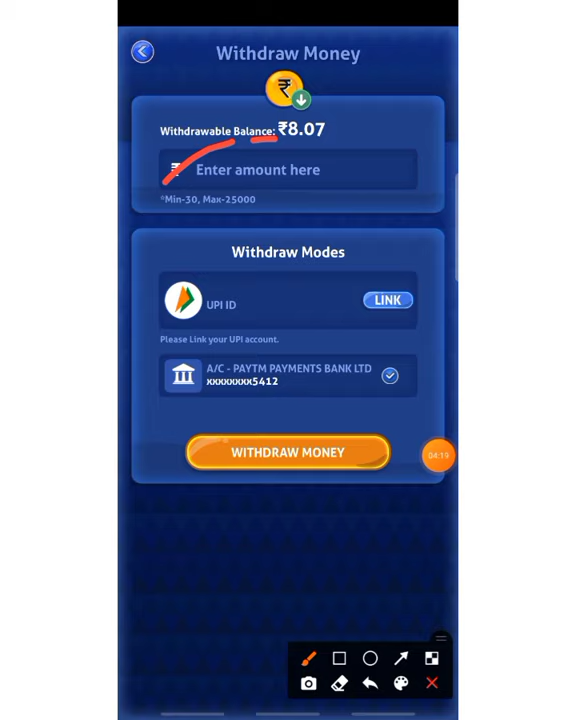 Withdraw Money
₹
Withdrawable Balance: ₹8.07
₹ Enter amount here
*Min-30, Max-25000
Withdraw Modes
UPI ID
LINK
Please Link your UPI account.
A/C - PAYTM PAYMENTS BANK LTD
xxxxxxxx5412
WITHDRAW MONEY
04:19